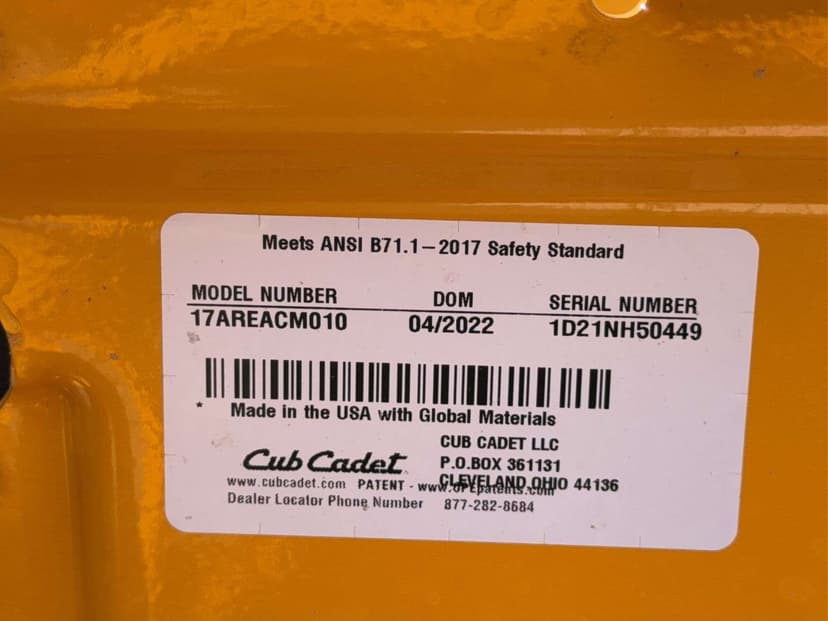 Meets ANSI B71.1-2017 Safety Standard
MODEL NUMBER DOM SERIAL NUMBER
17AREACM010 04/2022 1D21NH50449
* Made in the USA with Global Materials
Cub Cadet
CUB CADET LLC
P.O.BOX 361131
CLEVELAND,OHIO 44136
www.cubcadet.com PATENT - www.OPEpatents.com
Dealer Locator Phone Number 877-282-8684